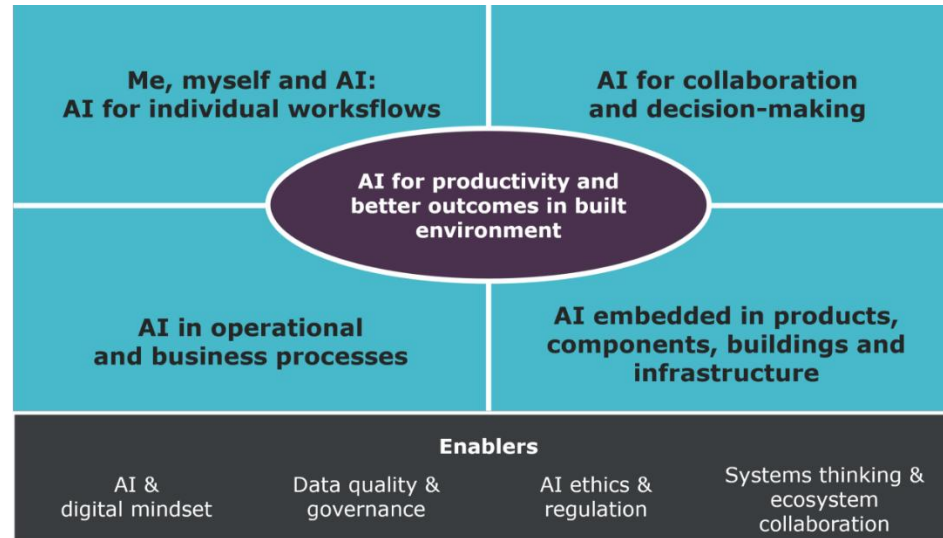 Me, myself and AI:
AI for individual worksflows
AI for collaboration
and decision-making
AI for productivity and
better outcomes in built
environment
AI in operational
and business processes
AI embedded in products,
components, buildings and
infrastructure
Enablers
AI &
digital mindset
Data quality &
governance
AI ethics &
regulation
Systems thinking &
ecosystem
collaboration